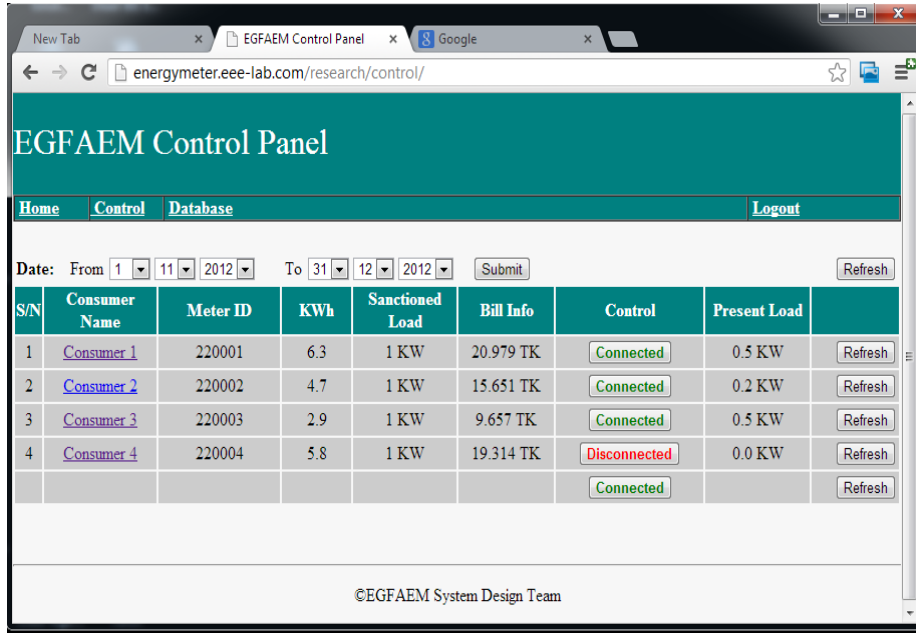 New Tab EGFAEM Control Panel Google
energymeter.eee-lab.com/research/control/
EGFAEM Control Panel
Home Control Database Logout
Date: From 1 11 2012 To 31 12 2012 Submit Refresh
S/N Consumer Name Meter ID KWh Sanctioned Load Bill Info Control Present Load
1 Consumer 1 220001 6.3 1 KW 20.979 TK Connected 0.5 KW Refresh
2 Consumer 2 220002 4.7 1 KW 15.651 TK Connected 0.2 KW Refresh
3 Consumer 3 220003 2.9 1 KW 9.657 TK Connected 0.5 KW Refresh
4 Consumer 4 220004 5.8 1 KW 19.314 TK Disconnected 0.0 KW Refresh
Connected Refresh
©EGFAEM System Design Team